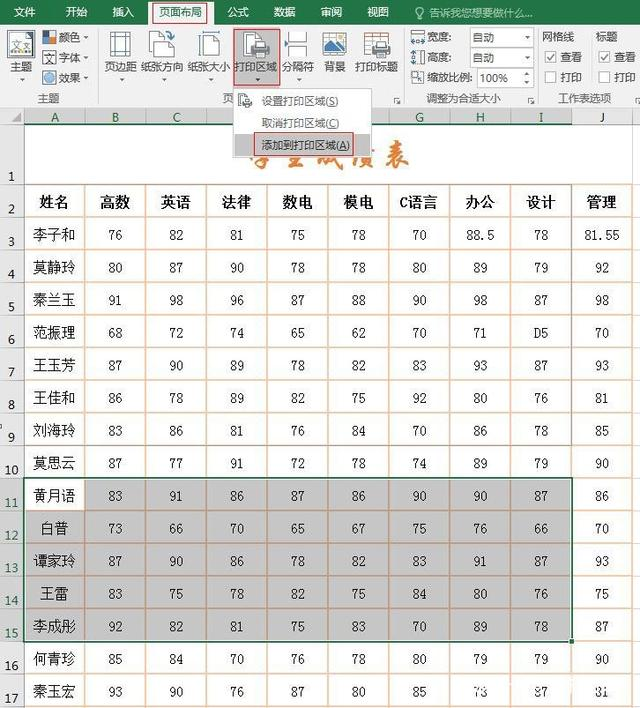 文件 开始 插入 页面布局 公式 数据 审阅 视图 告诉我您想要做什么...
颜色 宽度: 自动 网格线 标题
字体 高度: 自动 查看 查看
主题 效果 页边距 纸张方向 纸张大小 打印区域 分隔符 背景 打印标题 缩放比例: 100% 打印 打印
主题 页 调整为合适大小 工作表选项
设置打印区域(S)
取消打印区域(C)
添加到打印区域(A)
A B C G H I J
1 学生成绩表
2 姓名 高数 英语 法律 数电 模电 C语言 办公 设计 管理
3 李子和 76 82 81 75 78 70 88.5 78 81.55
4 莫静玲 80 87 90 78 78 80 89 79 92
5 秦兰玉 91 98 96 87 88 90 98 87 98
6 范振理 68 72 74 65 62 70 71 D5 70
7 王玉芳 87 90 89 78 82 83 93 87 93
8 王佳和 86 78 89 82 75 92 80 76 81
9 刘海玲 83 86 81 76 84 70 86 78 85
10 莫思云 87 77 91 72 78 74 89 79 90
11 黄月语 83 91 86 87 86 90 90 87 86
12 白普 73 66 70 65 67 75 76 66 70
13 谭家玲 87 90 86 78 82 83 91 87 93
14 王雷 83 75 78 82 75 84 80 76 75
15 李成彤 92 82 81 75 83 70 89 78 87
16 何青珍 85 84 70 76 78 80 79 79 90
17 秦玉宏 93 90 76 87 80 85